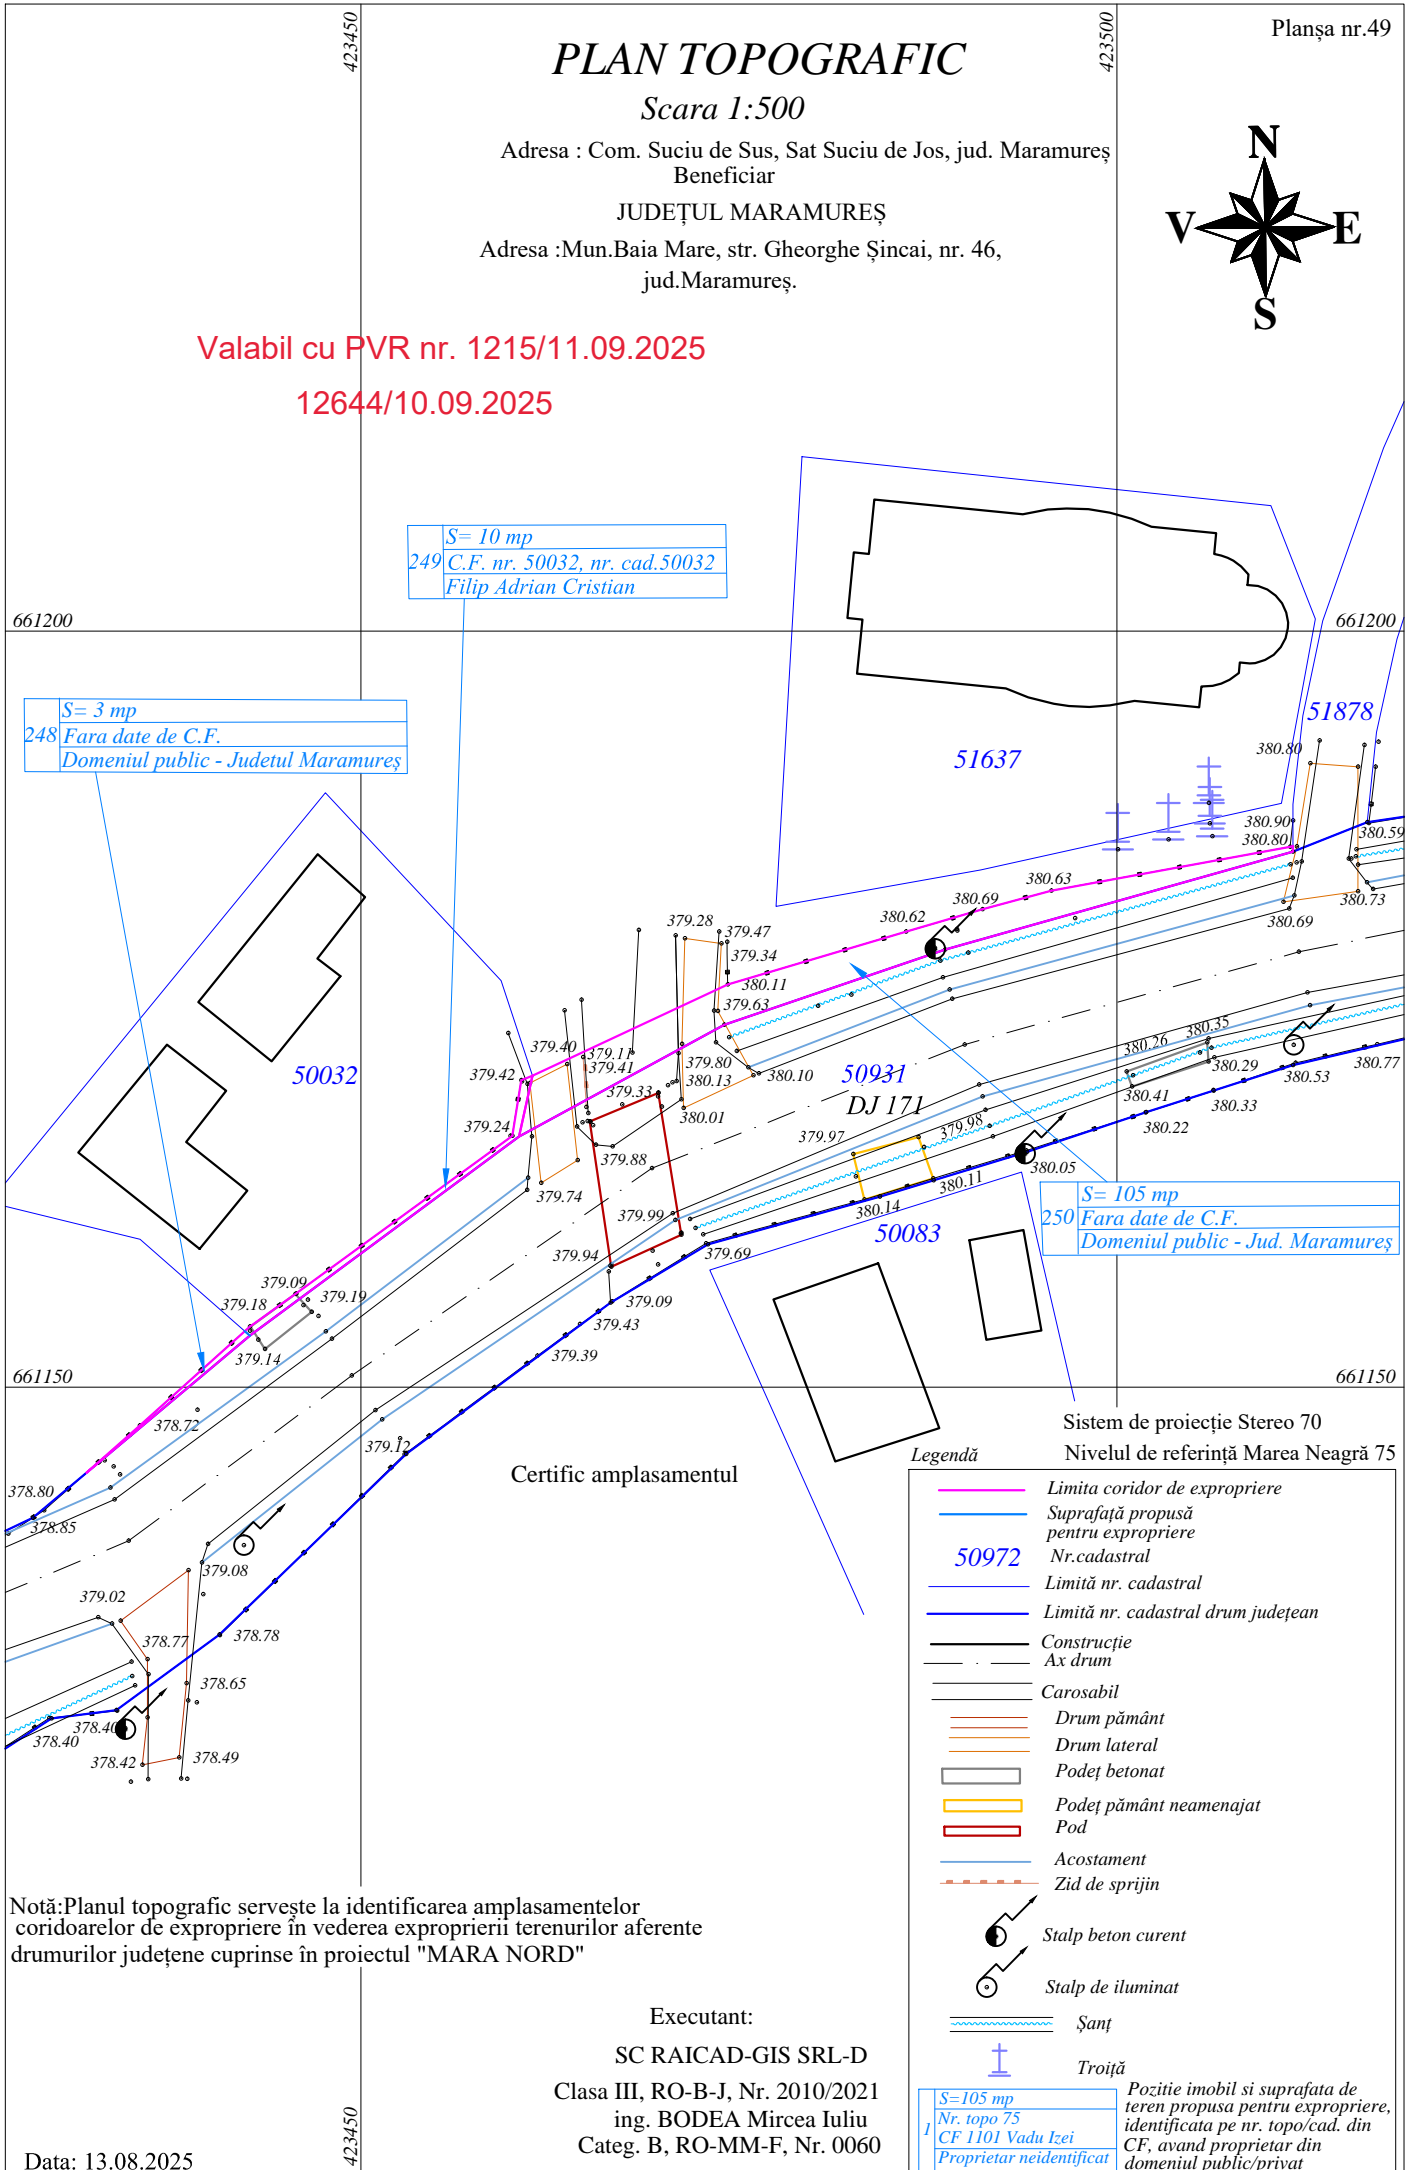 423450
423500
Planșa nr.49
PLAN TOPOGRAFIC
Scara 1:500
Adresa : Com. Suciu de Sus, Sat Suciu de Jos, jud. Maramureș
Beneficiar
JUDEȚUL MARAMUREȘ
Adresa :Mun.Baia Mare, str. Gheorghe Șincai, nr. 46,
jud.Maramureș.
N
V
E
S
Valabil cu PVR nr. 1215/11.09.2025
12644/10.09.2025
249
S= 10 mp
C.F. nr. 50032, nr. cad.50032
Filip Adrian Cristian
661200
661200
248
S= 3 mp
Fara date de C.F.
Domeniul public - Judetul Maramureș
51878
51637
380.80
380.90
380.80
380.59
380.63
380.69
380.62
380.73
380.69
379.28
379.47
379.34
380.11
379.63
379.40
379.11
379.41
379.42
379.80
380.13
380.10
379.33
380.01
50032
50931
DJ 171
380.26
380.35
380.29
380.41
380.53
380.77
380.33
380.22
379.24
379.88
379.97
379.98
380.05
379.74
379.99
380.14
380.11
50083
250
S= 105 mp
Fara date de C.F.
Domeniul public - Jud. Maramureș
379.94
379.69
379.09
379.18
379.19
379.09
379.43
379.14
379.39
661150
661150
378.72
379.12
378.80
378.85
Certific amplasamentul
Sistem de proiecție Stereo 70
Nivelul de referință Marea Neagră 75
Legendă
Limita coridor de expropriere
Suprafață propusă
pentru expropriere
50972
Nr.cadastral
Limită nr. cadastral
Limită nr. cadastral drum județean
Construcție
Ax drum
Carosabil
Drum pământ
Drum lateral
Podeț betonat
Podeț pământ neamenajat
Pod
Acostament
Zid de sprijin
Stalp beton curent
Stalp de iluminat
Șanț
Troiță
1
S=105 mp
Nr. topo 75
CF 1101 Vadu Izei
Proprietar neidentificat
Pozitie imobil si suprafata de
teren propusa pentru expropriere,
identificata pe nr. topo/cad. din
CF, avand proprietar din
domeniul public/privat
379.08
379.02
378.78
378.77
378.65
378.40
378.40
378.42
378.49
Notă:Planul topografic servește la identificarea amplasamentelor
coridoarelor de expropriere în vederea exproprierii terenurilor aferente
drumurilor județene cuprinse în proiectul "MARA NORD"
Executant:
SC RAICAD-GIS SRL-D
Clasa III, RO-B-J, Nr. 2010/2021
ing. BODEA Mircea Iuliu
Categ. B, RO-MM-F, Nr. 0060
423450
Data: 13.08.2025